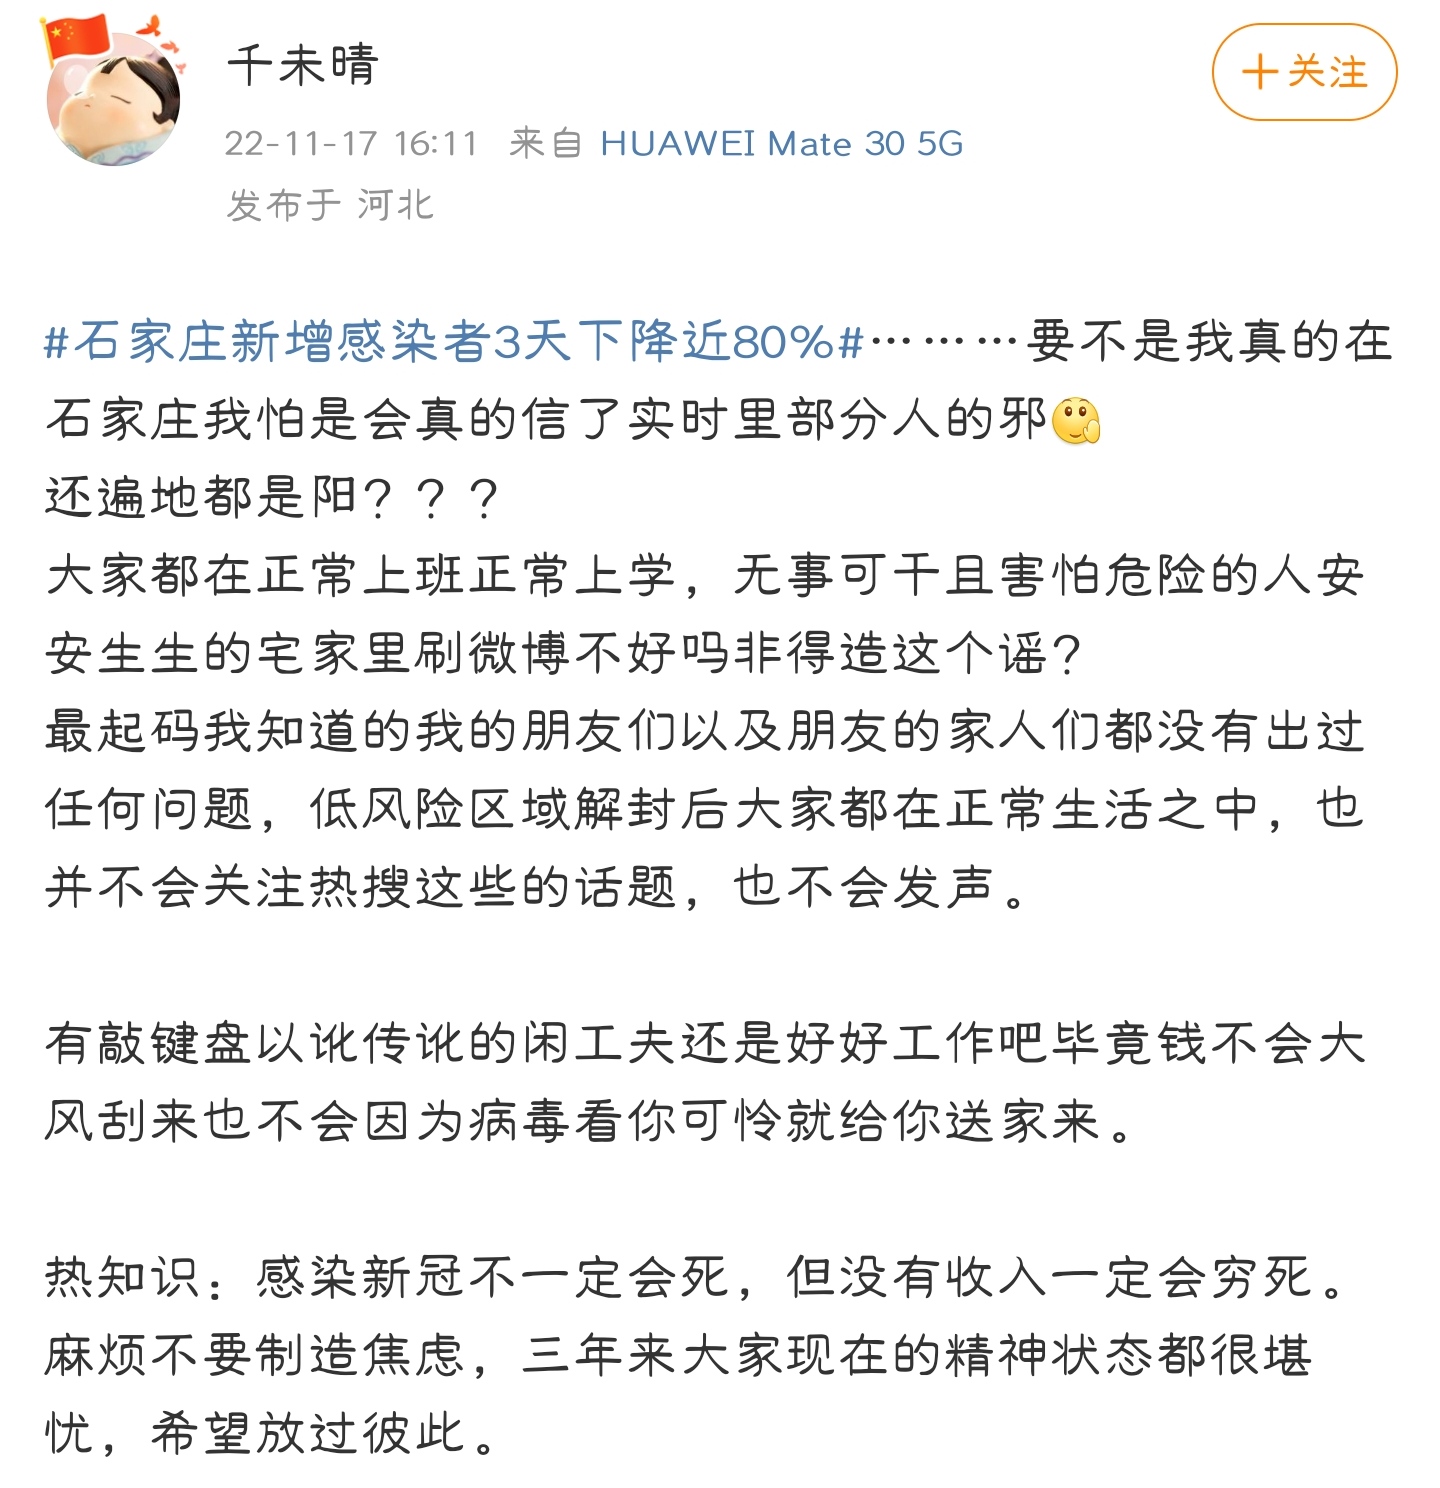 千未晴
十关注
22-11-17 16:11 来自 HUAWEI Mate 30 5G
发布于 河北
#石家庄新增感染者3天下降近80%#………要不是我真的在
石家庄我怕是会真的信了实时里部分人的邪
还遍地都是阳？？？
大家都在正常上班正常上学，无事可干且害怕危险的人安
安生生的宅家里刷微博不好吗非得造这个谣？
最起码我知道的我的朋友们以及朋友的家人们都没有出过
任何问题，低风险区域解封后大家都在正常生活之中，也
并不会关注热搜这些的话题，也不会发声。
有敲键盘以讹传讹的闲工夫还是好好工作吧毕竟钱不会大
风刮来也不会因为病毒看你可怜就给你送家来。
热知识：感染新冠不一定会死，但没有收入一定会穷死。
麻烦不要制造焦虑，三年来大家现在的精神状态都很堪
忧，希望放过彼此。